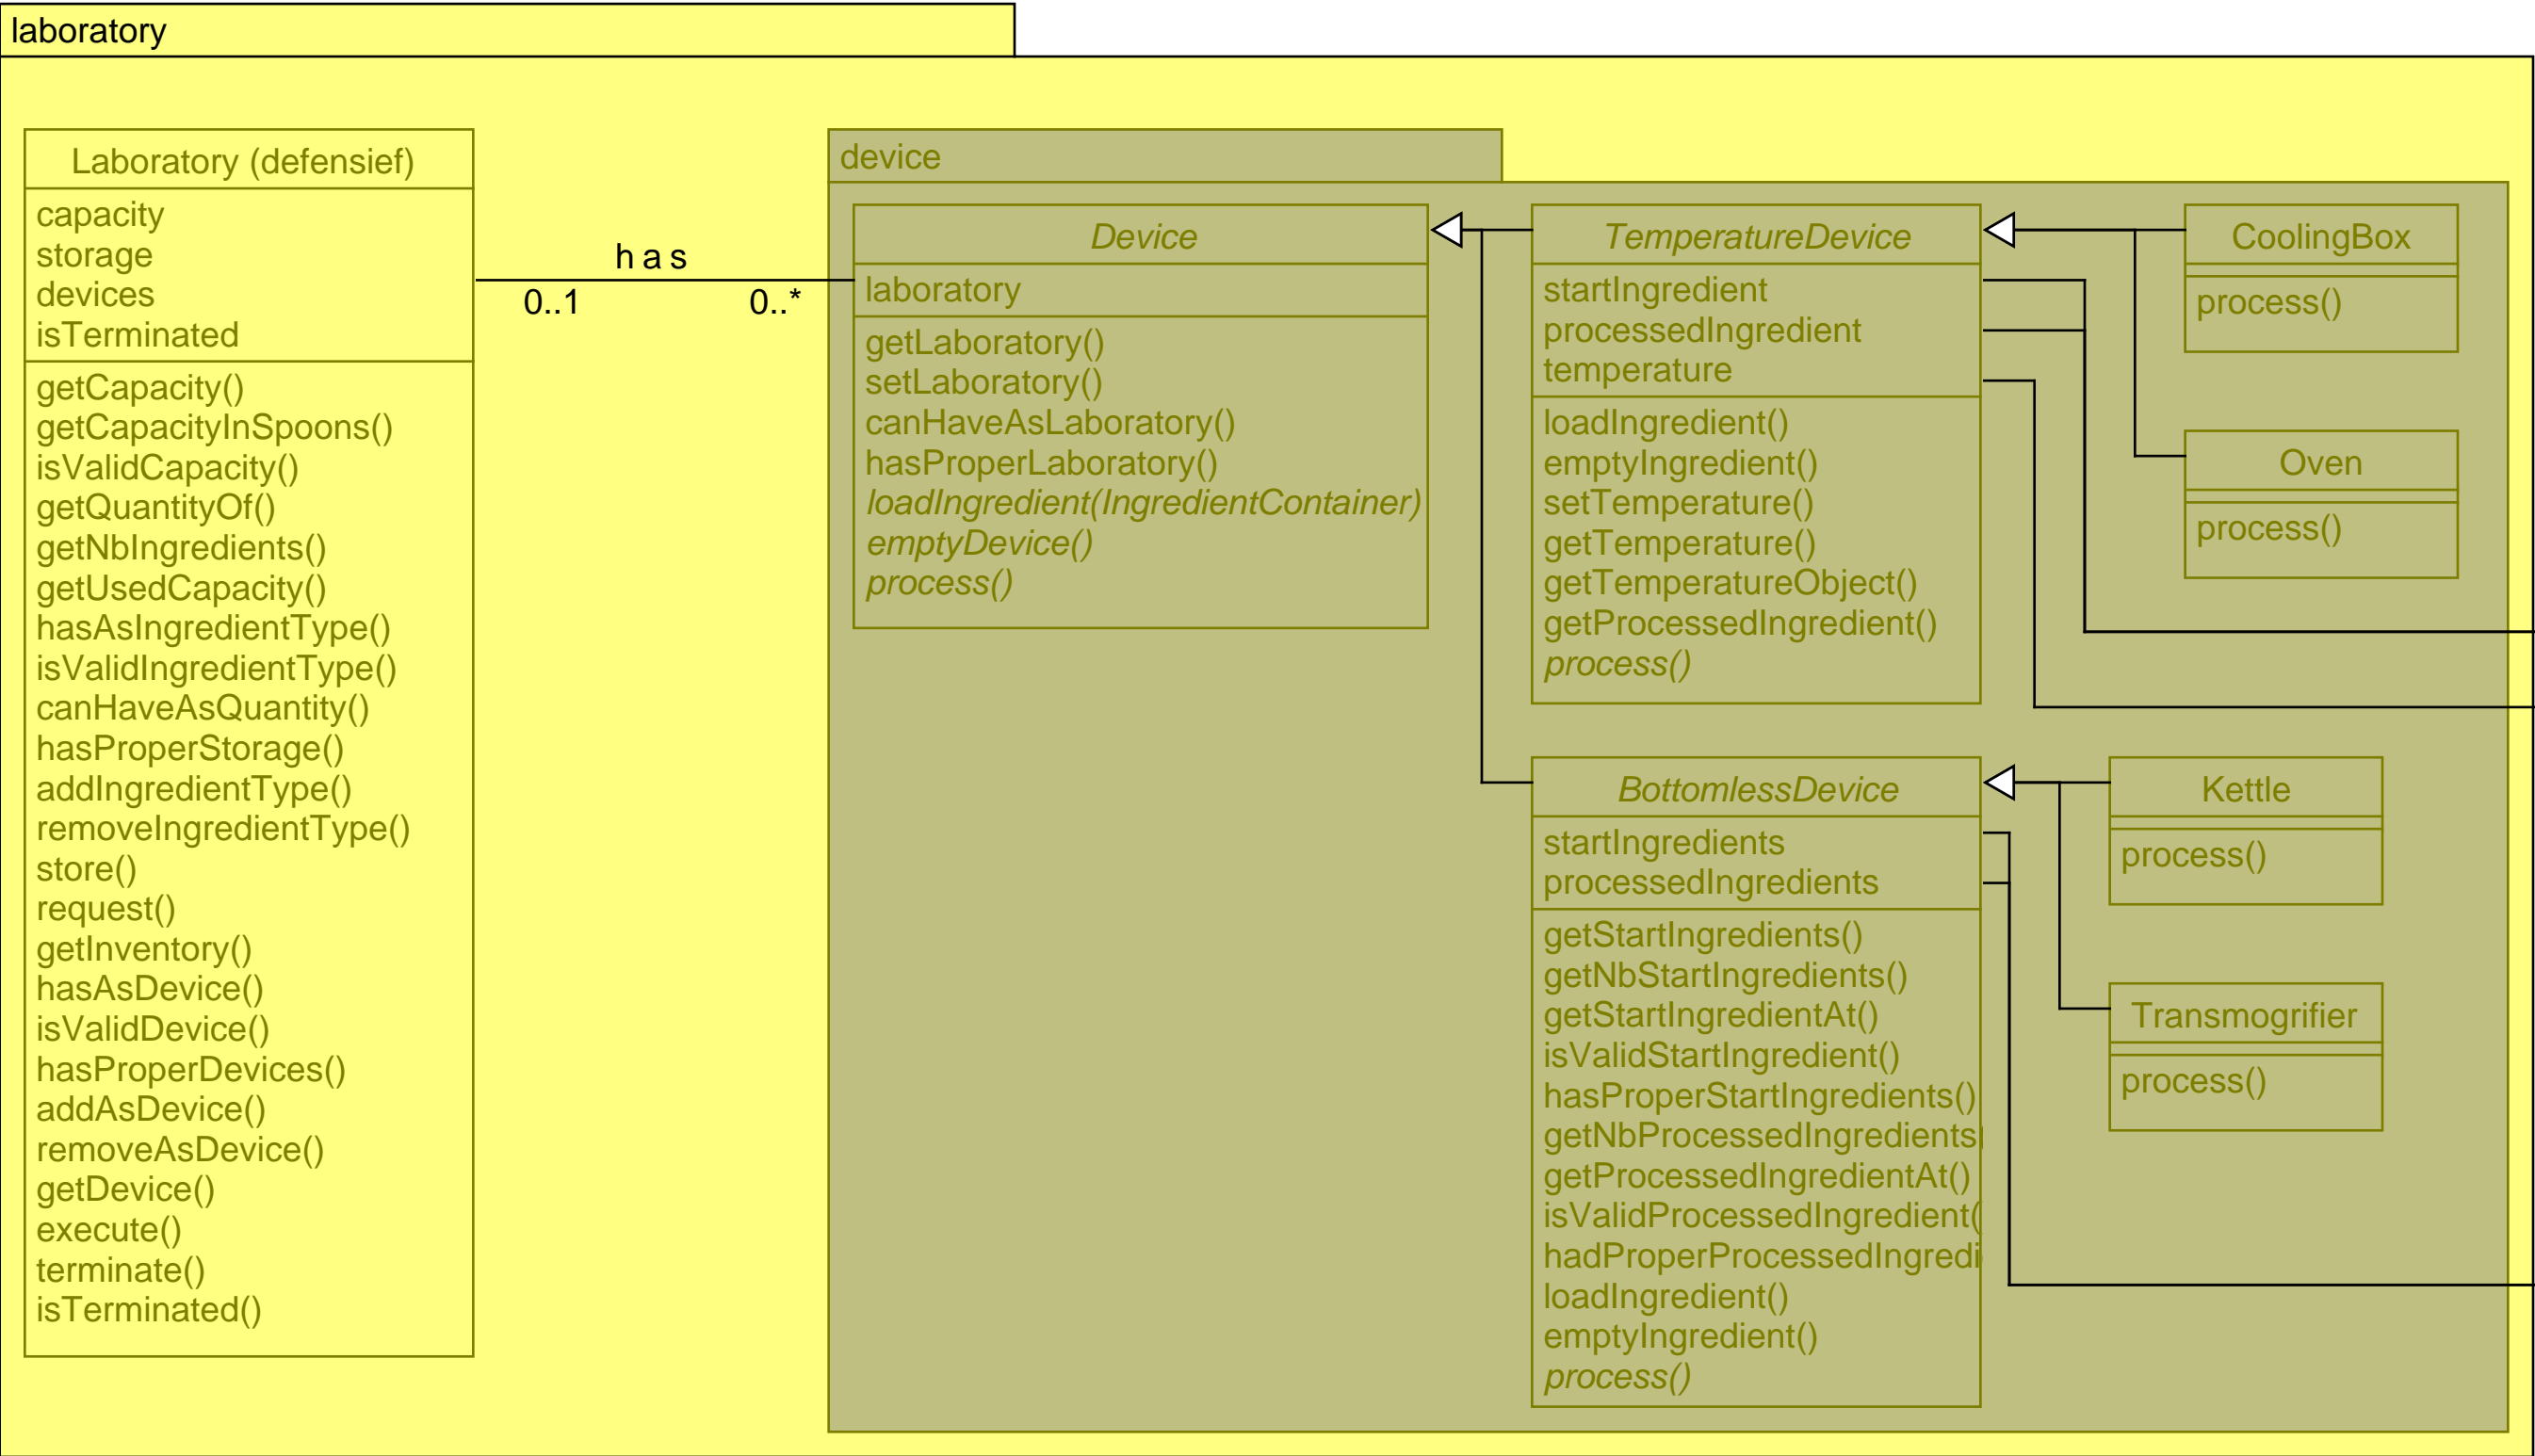 laboratory
Laboratory (defensief)
capacity
storage
devices
isTerminated
getCapacity()
getCapacityInSpoons()
isValidCapacity()
getQuantityOf()
getNbIngredients()
getUsedCapacity()
hasAsIngredientType()
isValidIngredientType()
canHaveAsQuantity()
hasProperStorage()
addIngredientType()
removeIngredientType()
store()
request()
getInventory()
hasAsDevice()
isValidDevice()
hasProperDevices()
addAsDevice()
removeAsDevice()
getDevice()
execute()
terminate()
isTerminated()
has
0..1
0..*
device
Device
laboratory
getLaboratory()
setLaboratory()
canHaveAsLaboratory()
hasProperLaboratory()
loadIngredient(IngredientContainer)
emptyDevice()
process()
TemperatureDevice
startIngredient
processedIngredient
temperature
loadIngredient()
emptyIngredient()
setTemperature()
getTemperature()
getTemperatureObject()
getProcessedIngredient()
process()
CoolingBox
process()
Oven
process()
BottomlessDevice
startIngredients
processedIngredients
getStartIngredients()
getNbStartIngredients()
getStartIngredientAt()
isValidStartIngredient()
hasProperStartIngredients()
getNbProcessedIngredients(
getProcessedIngredientAt()
isValidProcessedIngredient(
hadProperProcessedIngredi
loadIngredient()
emptyIngredient()
process()
Kettle
process()
Transmogrifier
process()